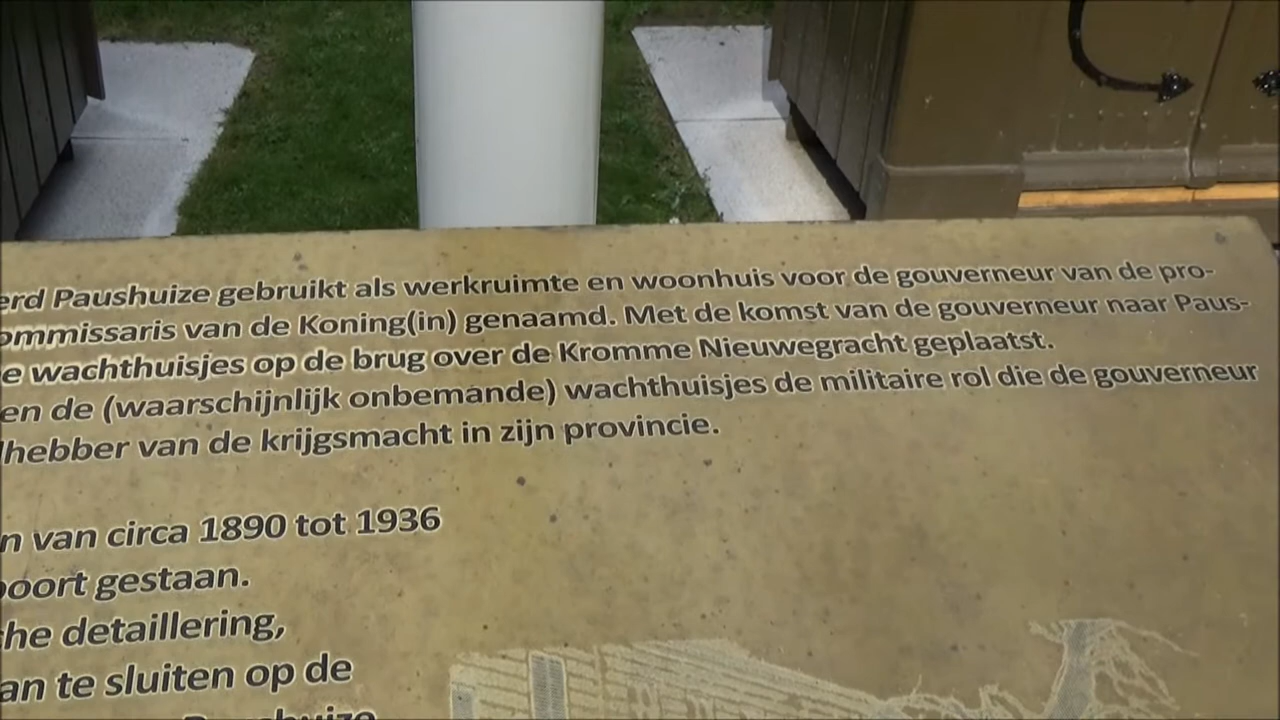 erd Paushuize gebruikt als werkruimte en woonhuis voor de gouverneur van de pro-
ommissaris van de Koning(in) genaamd. Met de komst van de gouverneur naar Paus-
e wachthuisjes op de brug over de Kromme Nieuwegracht geplaatst.
en de (waarschijnlijk onbemande) wachthuisjes de militaire rol die de gouverneur
lhebber van de krijgsmacht in zijn provincie.
n van circa 1890 tot 1936
poort gestaan.
che detaillering,
an te sluiten op de
Paushuize